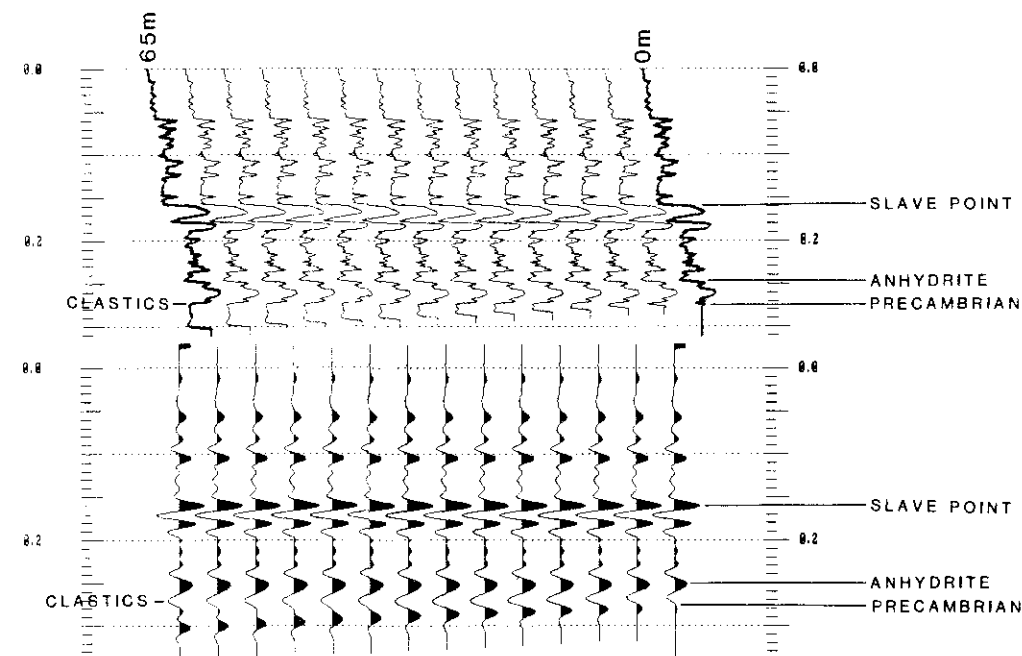 65m
0m
0.0
0.0
SLAVE POINT
0.2
0.2
ANHYDRITE
CLASTICS
PRECAMBRIAN
0.0
0.0
SLAVE POINT
0.2
0.2
ANHYDRITE
CLASTICS
PRECAMBRIAN